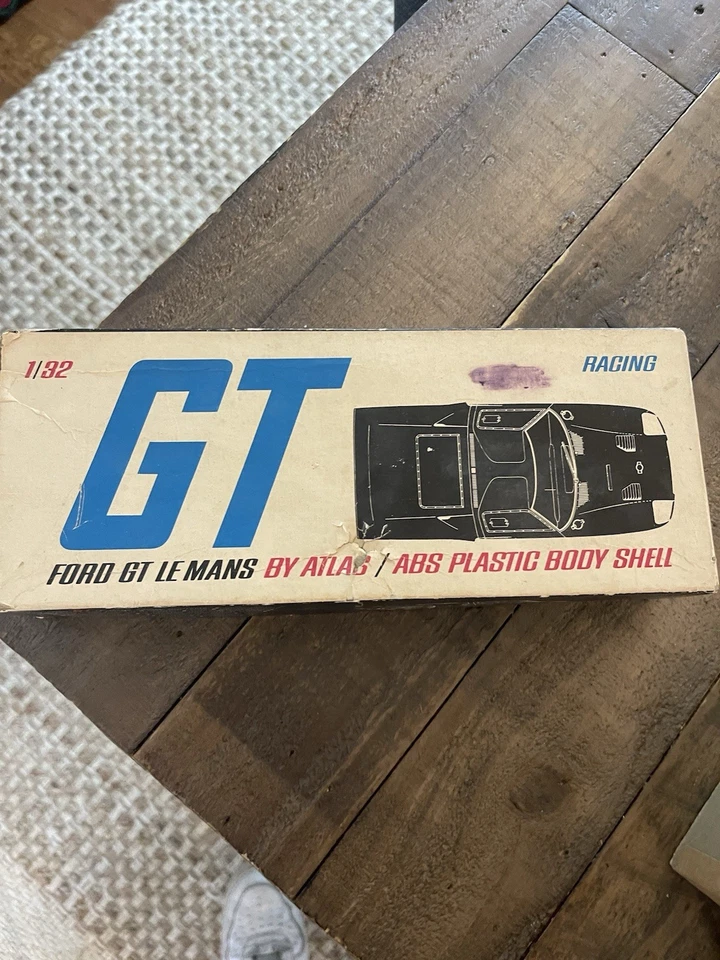 1/32
GT
RACING
FORD GT LE MANS BY ATLAS / ABS PLASTIC BODY SHELL